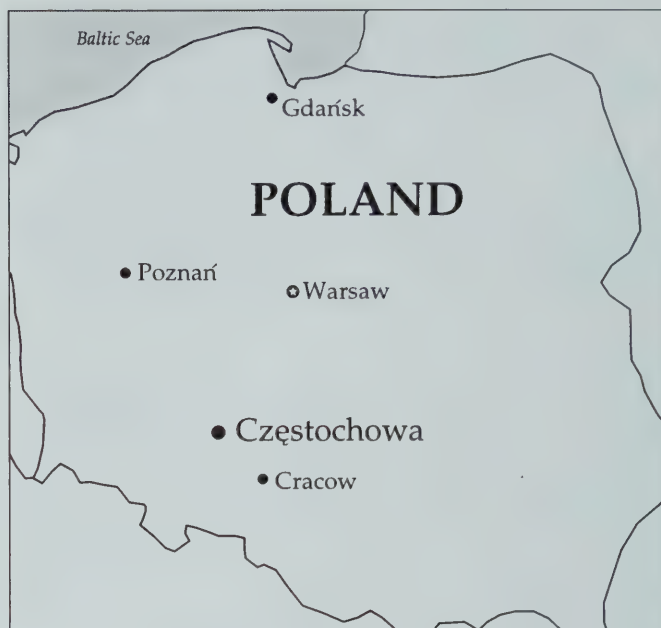 Baltic Sea
Gdańsk
POLAND
Poznań
Warsaw
Częstochowa
Cracow